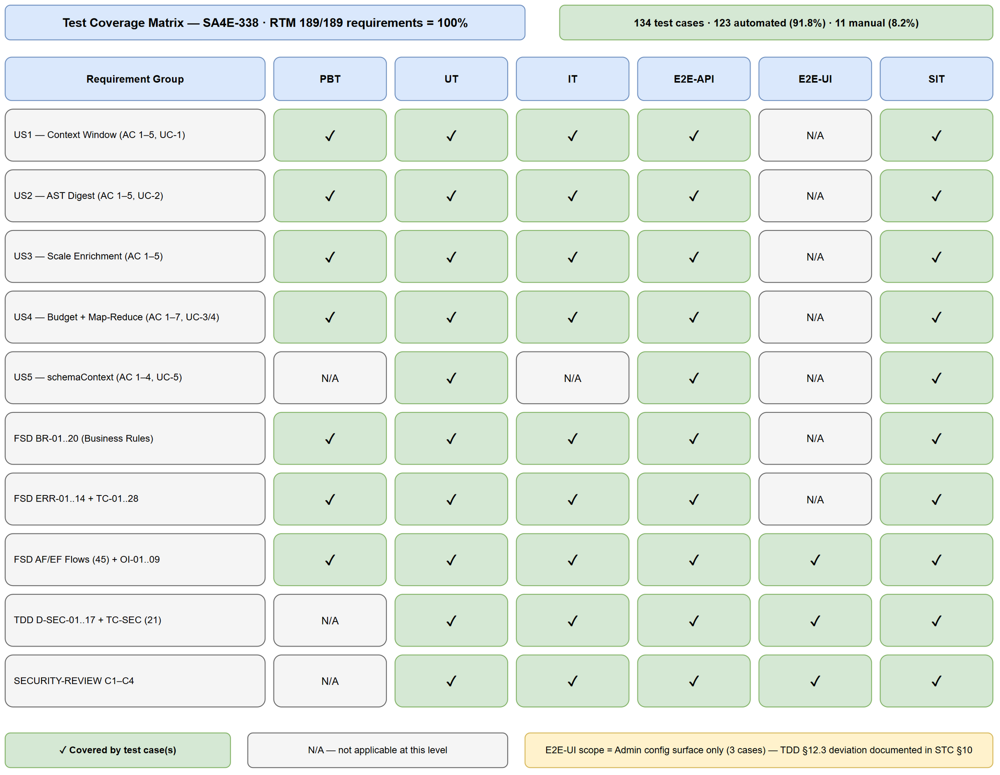 Test Coverage Matrix — SA4E-338 · RTM 189/189 requirements = 100%
134 test cases · 123 automated (91.8%) · 11 manual (8.2%)
Requirement Group PBT UT IT E2E-API E2E-UI SIT
US1 — Context Window (AC 1–5, UC-1) ✓ ✓ ✓ ✓ N/A ✓
US2 — AST Digest (AC 1–5, UC-2) ✓ ✓ ✓ ✓ N/A ✓
US3 — Scale Enrichment (AC 1–5) ✓ ✓ ✓ ✓ N/A ✓
US4 — Budget + Map-Reduce (AC 1–7, UC-3/4) ✓ ✓ ✓ ✓ N/A ✓
US5 — schemaContext (AC 1–4, UC-5) N/A ✓ N/A ✓ N/A ✓
FSD BR-01..20 (Business Rules) ✓ ✓ ✓ ✓ N/A ✓
FSD ERR-01..14 + TC-01..28 ✓ ✓ ✓ ✓ N/A ✓
FSD AF/EF Flows (45) + OI-01..09 ✓ ✓ ✓ ✓ ✓ ✓
TDD D-SEC-01..17 + TC-SEC (21) N/A ✓ ✓ ✓ ✓ ✓
SECURITY-REVIEW C1–C4 N/A ✓ ✓ ✓ ✓ ✓
✓ Covered by test case(s)
N/A — not applicable at this level
E2E-UI scope = Admin config surface only (3 cases) — TDD §12.3 deviation documented in STC §10